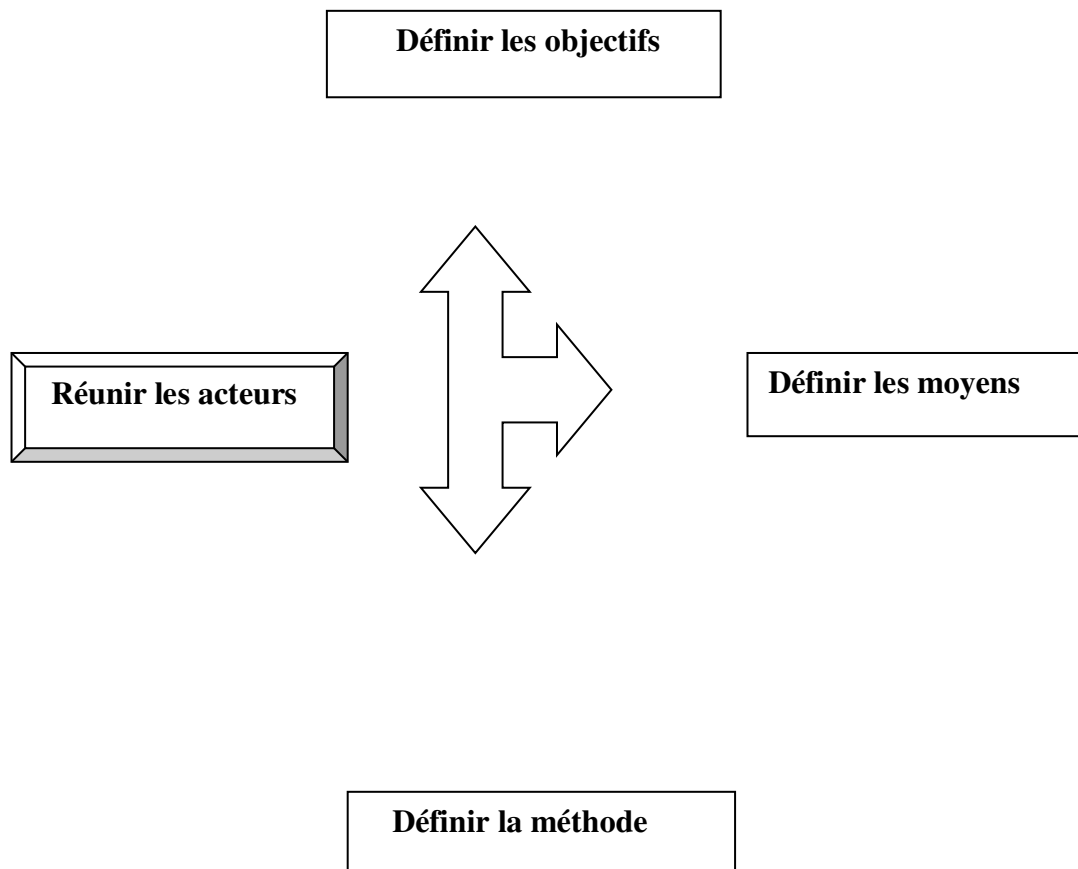 Définir les objectifs
Réunir les acteurs
Définir les moyens
Définir la méthode